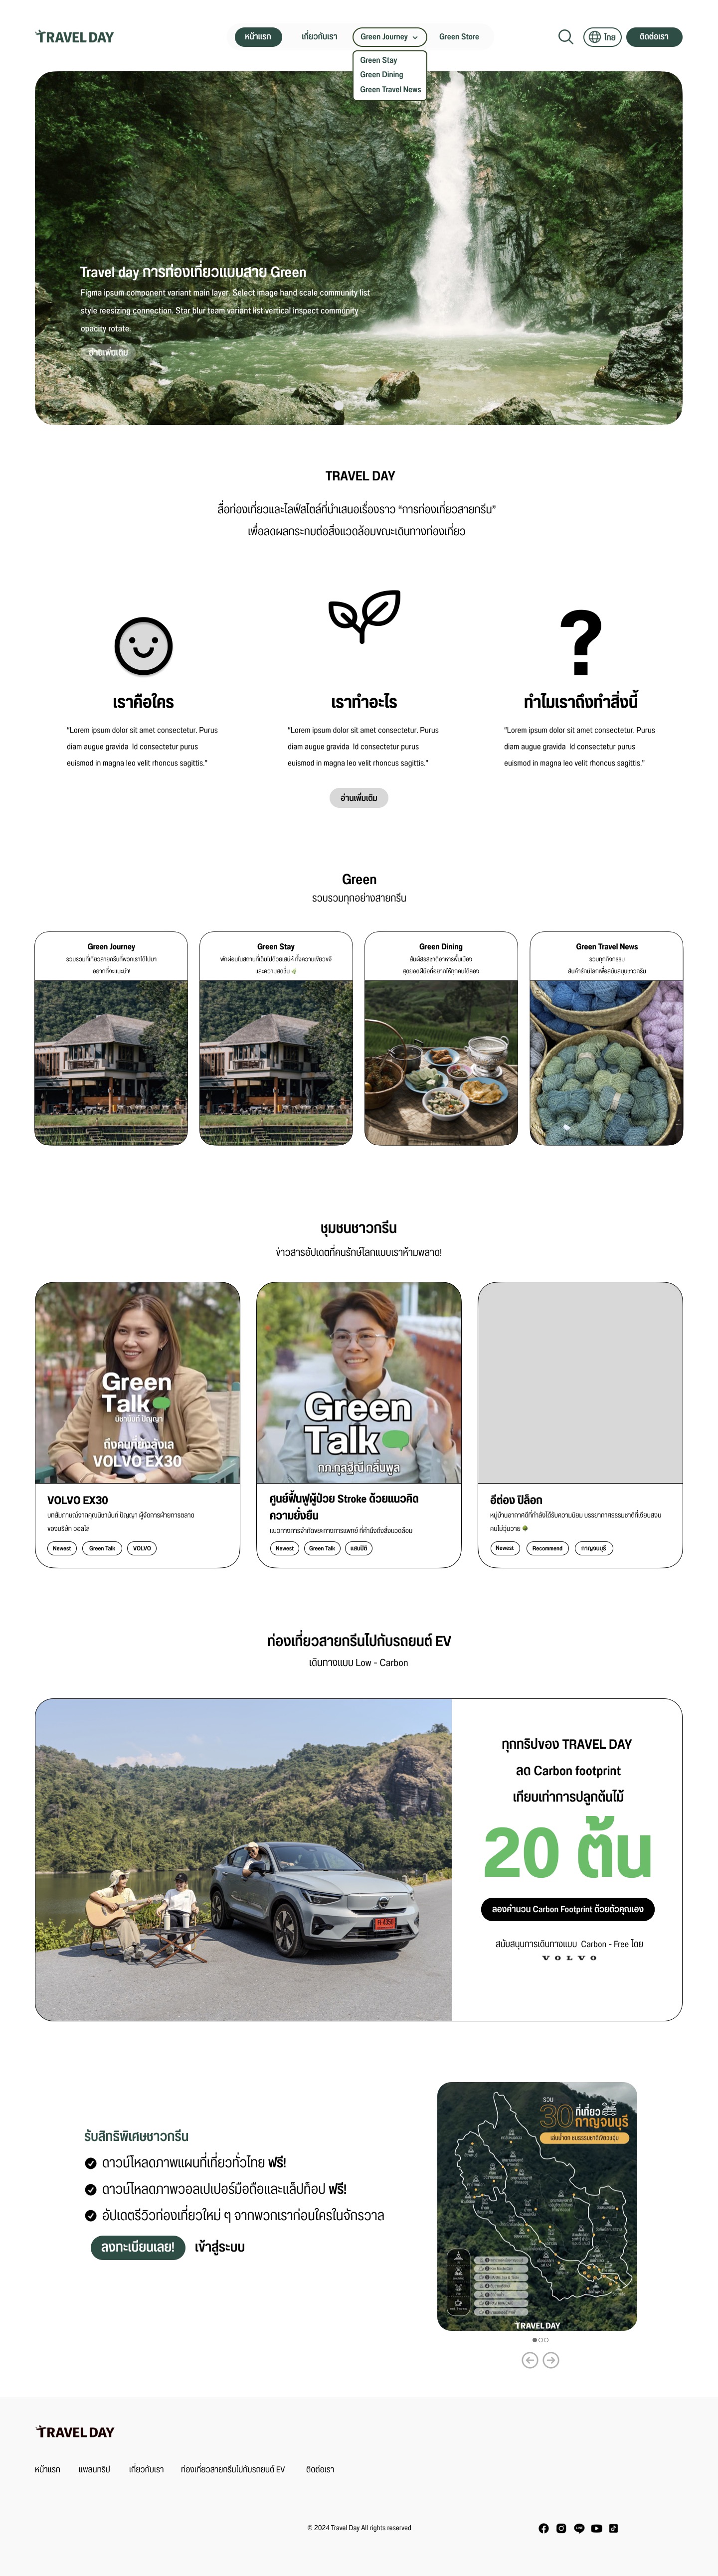 TRAVEL DAY
หน้าแรก
เกี่ยวกับเรา
Green Journey
Green Store
ไทย
ติดต่อเรา
Green Stay
Green Dining
Green Travel News
Travel day การท่องเที่ยวแบบสาย Green
Figma ipsum component variant main layer. Select image hand scale community list
style reesizing connection. Star blur team variant list vertical inspect community
opacity rotate.
อ่านเพิ่มเติม
TRAVEL DAY
สื่อท่องเที่ยวและไลฟ์สไตล์ที่นำเสนอเรื่องราว “การท่องเที่ยวสายกรีน”
เพื่อลดผลกระทบต่อสิ่งแวดล้อมขณะเดินทางท่องเที่ยว
เราคือใคร
“Lorem ipsum dolor sit amet consectetur. Purus
diam augue gravida Id consectetur purus
euismod in magna leo velit rhoncus sagittis.”
เราทำอะไร
“Lorem ipsum dolor sit amet consectetur. Purus
diam augue gravida Id consectetur purus
euismod in magna leo velit rhoncus sagittis.”
ทำไมเราถึงทำสิ่งนี้
“Lorem ipsum dolor sit amet consectetur. Purus
diam augue gravida Id consectetur purus
euismod in magna leo velit rhoncus sagittis.”
อ่านเพิ่มเติม
Green
รวบรวมทุกอย่างสายกรีน
Green Journey
รวบรวมที่เที่ยวสายกรีนที่พวกเราได้ไปมา
อยากที่จะแนะนำ!
Green Stay
พักผ่อนในสถานที่เต็มไปด้วยเสน่ห์ ทั้งความเขียวขจี
และความสดชื่น
Green Dining
สัมผัสรสชาติอาหารพื้นเมือง
สุดยอดฝีมือที่อยากให้ทุกคนได้ลอง
Green Travel News
รวมทุกกิจกรรม
สินค้ารักษ์โลกเพื่อสนับสนุนชาวกรีน
ชุมชนชาวกรีน
ข่าวสารอัปเดตที่คนรักษ์โลกแบบเราห้ามพลาด!
Green
Talk
ถึงคนที่ยังลังเล
VOLVO EX30
VOLVO EX30
ของบริษัท วอลโว่
Newest
Green Talk
VOLVO
Green
Talk
ศูนย์ฟื้นฟูผู้ป่วย Stroke ด้วยแนวคิด
ความยั่งยืน
แนวทางการจำกัดขยะทางการแพทย์ ที่คำนึงถึงสิ่งแวดล้อม
Newest
Green Talk
แสนปิติ
อีต่อง ปิล็อก
หมู่บ้านอากาศดีที่กำลังได้รับความนิยม บรรยากาศธรรมชาติที่เงียบสงบ
คนไม่วุ่นวาย
Newest
Recommend
กาญจนบุรี
ท่องเที่ยวสายกรีนไปกับรถยนต์ EV
เดินทางแบบ Low - Carbon
ทุกทริปของ TRAVEL DAY
ลด Carbon footprint
เทียบเท่าการปลูกต้นไม้
20 ต้น
ลองคำนวน Carbon Footprint ด้วยตัวคุณเอง
สนับสนุนการเดินทางแบบ Carbon - Free โดย
VOLVO
รับสิทธิพิเศษชาวกรีน
ดาวน์โหลดภาพแผนที่เที่ยวทั่วไทย ฟรี!
ดาวน์โหลดภาพวอลเปเปอร์มือถือและแล็ปท็อป ฟรี!
อัปเดตรีวิวท่องเที่ยวใหม่ ๆ จากพวกเราก่อนใครในจักรวาล
ลงทะเบียนเลย!
เข้าสู่ระบบ
รวม
30 ที่เที่ยว
กาญจนบุรี
TRAVEL DAY
TRAVEL DAY
หน้าแรก
แพลนทริป
เกี่ยวกับเรา
ท่องเที่ยวสายกรีนไปกับรถยนต์ EV
ติดต่อเรา
© 2024 Travel Day All rights reserved